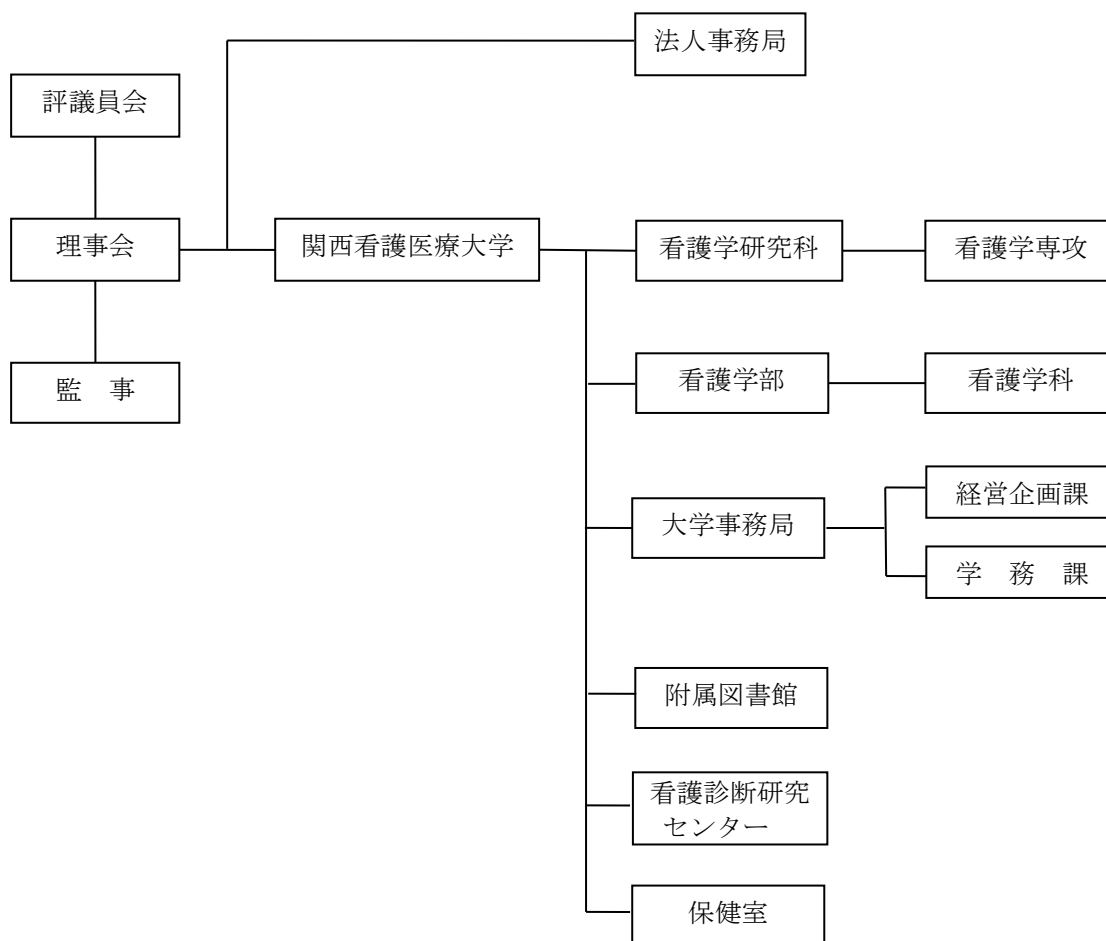 法人事務局
評議員会
理事会
関西看護医療大学
看護学研究科
看護学専攻
監　事
看護学部
看護学科
大学事務局
経営企画課
学　務　課
附属図書館
看護診断研究
センター
保健室